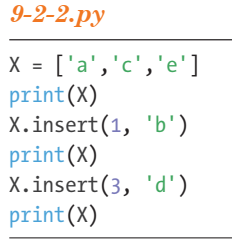 9-2-2.py
X = ['a','c','e']
print(X)
X.insert(1, 'b')
print(X)
X.insert(3, 'd')
print(X)